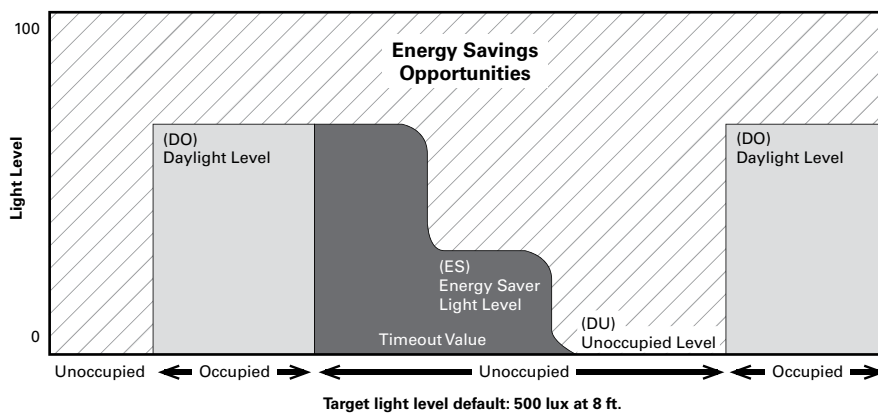 100
Energy Savings
Opportunities
(DO)
Daylight Level
(DO)
Daylight Level
Light Level
(ES)
Energy Saver
Light Level
(DU)
Unoccupied Level
Timeout Value
0
Unoccupied
Occupied
Unoccupied
Occupied
Target light level default: 500 lux at 8 ft.